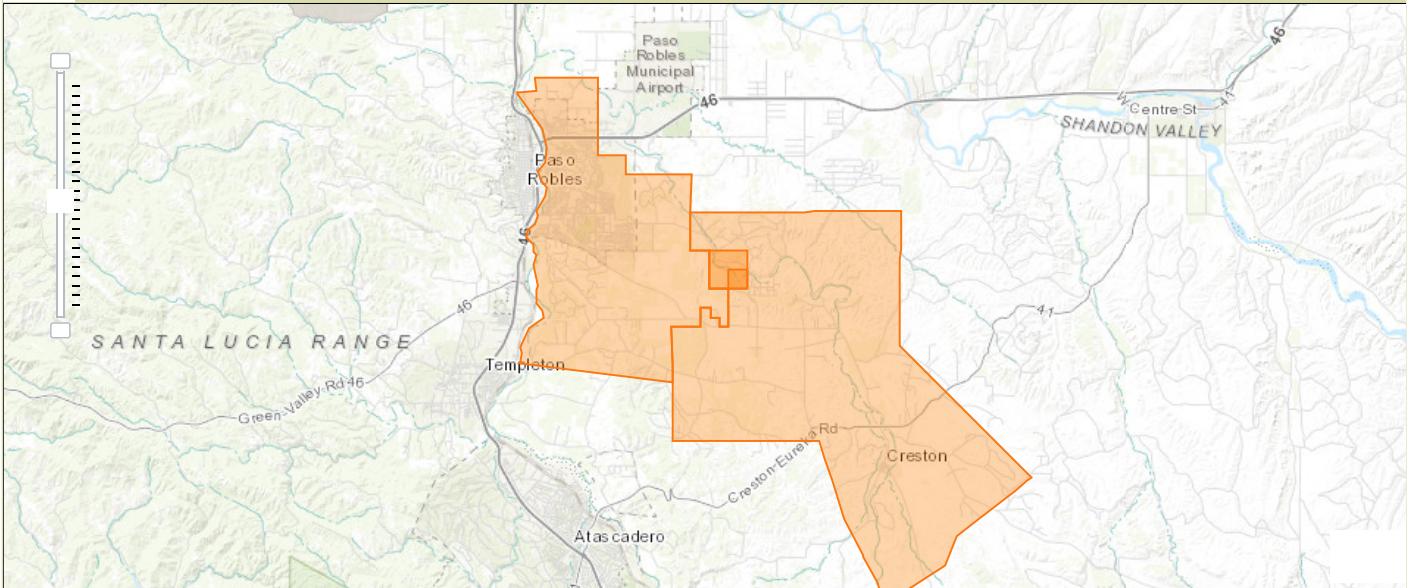 Paso
Robles
Municipal
Airport
46
46
W
Centre St
41
SHANDON VALLEY
Paso
Robles
46
46
41
SANTA LUCIA RANGE
Templeton
Green-Valley-Rd 46
Creston-Eureka Rd
Creston
Atascadero